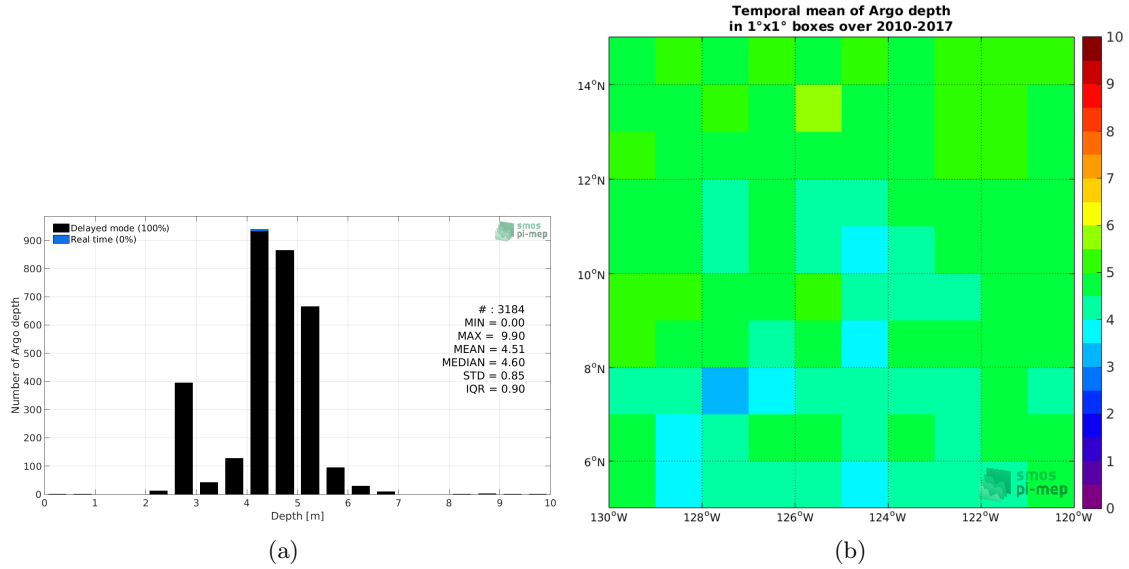 Delayed mode (100%)
Real time (0%)
smos
pi-mep
Number of Argo depth
900
800
700
600
500
400
300
200
100
0
# : 3184
MIN = 0.00
MAX = 9.90
MEAN = 4.51
MEDIAN = 4.60
STD = 0.85
IQR = 0.90
0 1 2 3 4 5 6 7 8 9 10
Depth [m]
(a)
Temporal mean of Argo depth
in 1°x1° boxes over 2010-2017
14°N
12°N
10°N
8°N
6°N
130°W 128°W 126°W 124°W 122°W 120°W
smos
pi-mep
10
9
8
7
6
5
4
3
2
1
0
(b)